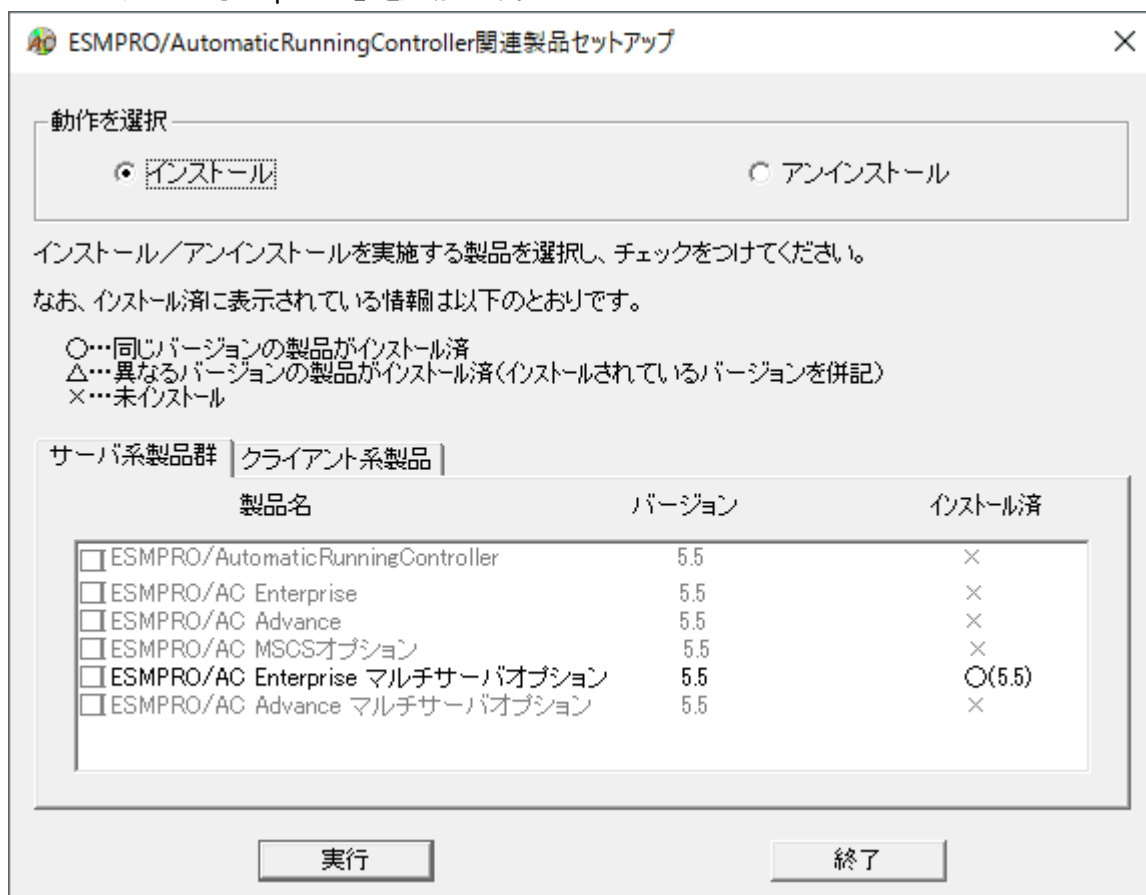 ESMPRO/AutomaticRunningController関連製品セットアップ
動作を選択
インストール アンインストール
インストール/アンインストールを実施する製品を選択し、チェックをつけてください。
なお、インストール済に表示されている情報は以下のとおりです。
○…同じバージョンの製品がインストール済
△…異なるバージョンの製品がインストール済(インストールされているバージョンを併記)
×…未インストール
サーバ系製品群 クライアント系製品
製品名 バージョン インストール済
ESMPRO/AutomaticRunningController 5.5 ×
ESMPRO/AC Enterprise 5.5 ×
ESMPRO/AC Advance 5.5 ×
ESMPRO/AC MSCSオプション 5.5 ×
ESMPRO/AC Enterprise マルチサーバオプション 5.5 ○(5.5)
ESMPRO/AC Advance マルチサーバオプション 5.5 ×
実行 終了